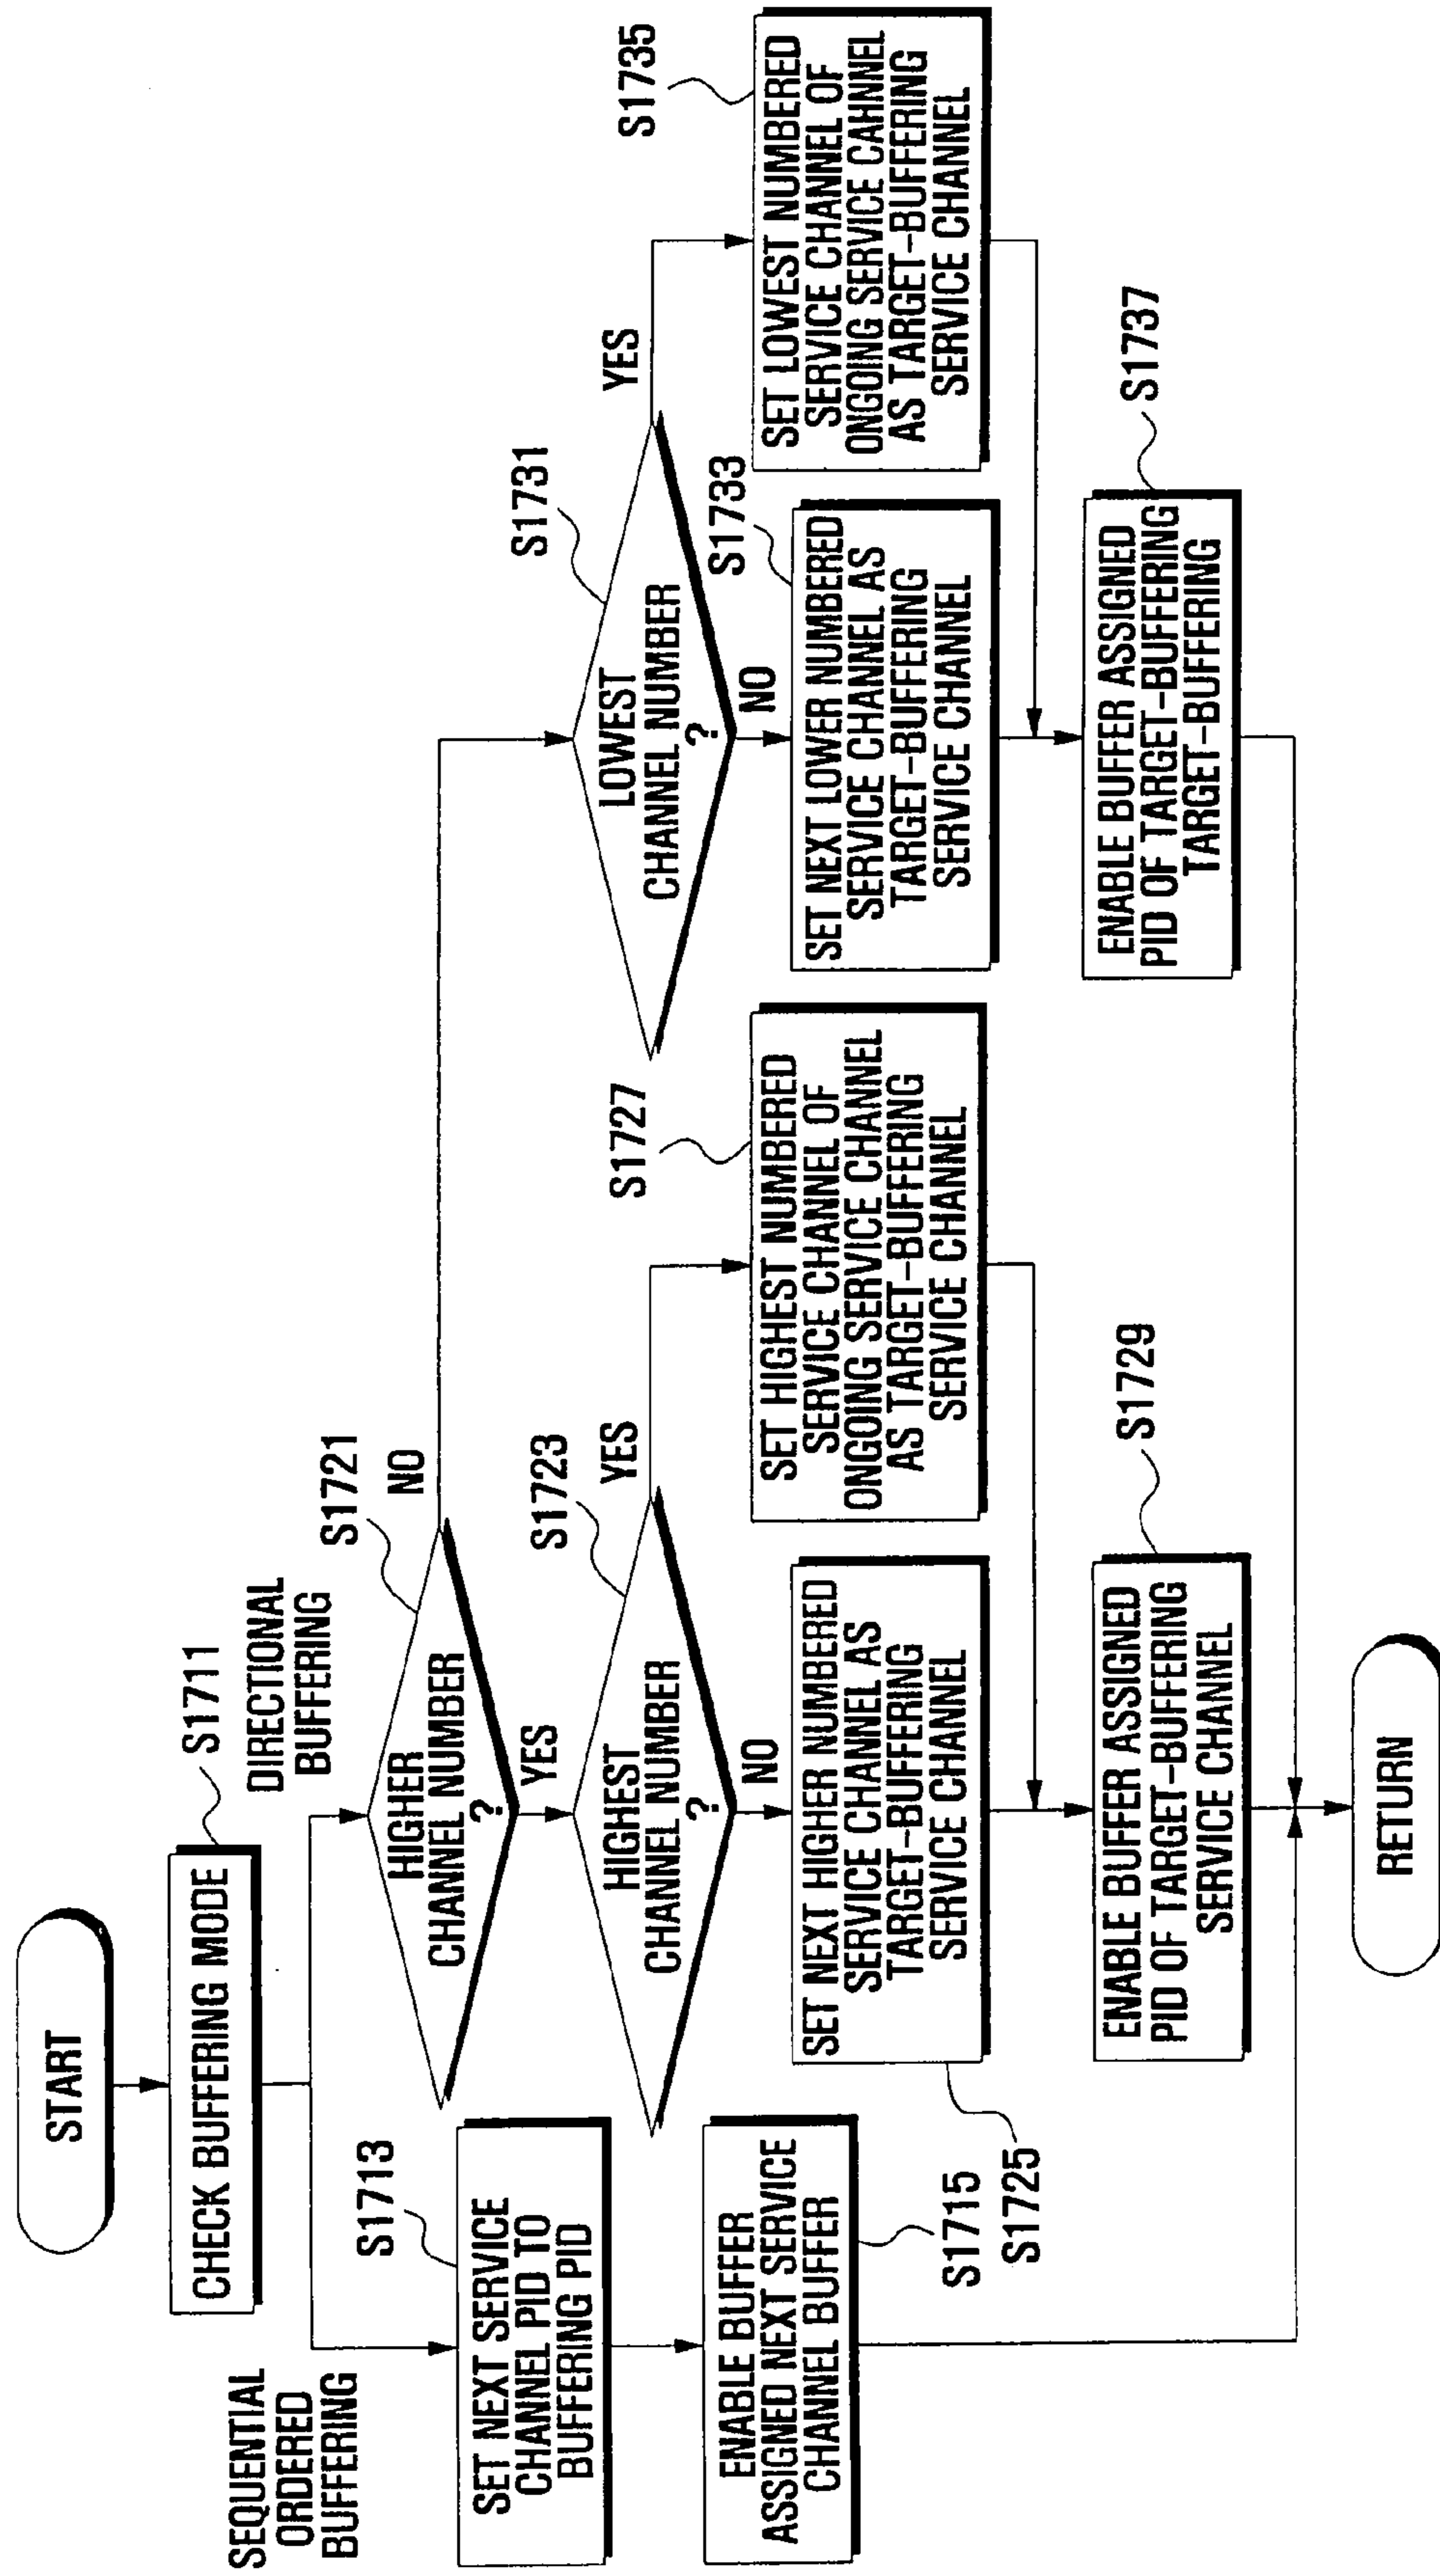 START
CHECK BUFFERING MODE
S1711
SEQUENTIAL
ORDERED
BUFFERING
DIRECTIONAL
BUFFERING
SET NEXT SERVICE
CHANNEL PID TO
BUFFERING PID
S1713
ENABLE BUFFER
ASSIGNED NEXT SERVICE
CHANNEL BUFFER
S1715
HIGHER
CHANNEL NUMBER
?
S1721
NO
YES
HIGHEST
CHANNEL NUMBER
?
S1723
YES
NO
SET NEXT HIGHER NUMBERED
SERVICE CHANNEL AS
TARGET-BUFFERING
SERVICE CHANNEL
S1725
SET HIGHEST NUMBERED
SERVICE CHANNEL OF
ONGOING SERVICE CHANNEL
AS TARGET-BUFFERING
SERVICE CHANNEL
S1727
ENABLE BUFFER ASSIGNED
PID OF TARGET-BUFFERING
SERVICE CHANNEL
S1729
LOWEST
CHANNEL NUMBER
?
S1731
YES
NO
SET NEXT LOWER NUMBERED
SERVICE CHANNEL AS
TARGET-BUFFERING
SERVICE CHANNEL
S1733
SET LOWEST NUMBERED
SERVICE CHANNEL OF
ONGOING SERVICE CAHNNEL
AS TARGET-BUFFERING
SERVICE CHANNEL
S1735
ENABLE BUFFER ASSIGNED
PID OF TARGET-BUFFERING
TARGET-BUFFERING
S1737
RETURN